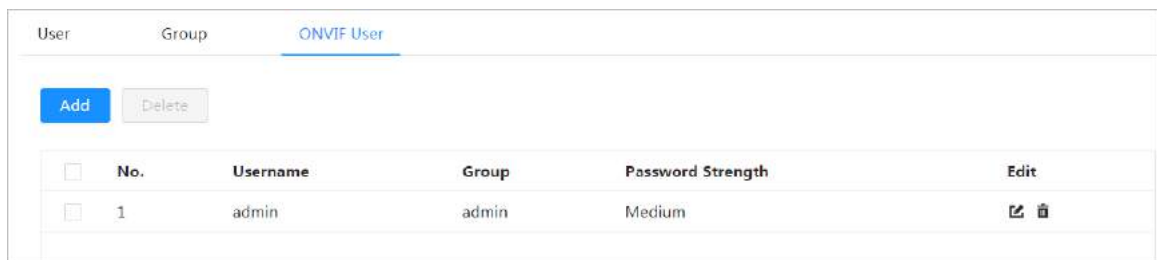 User Group ONVIF User
Add Delete
No. Username Group Password Strength Edit
1 admin admin Medium